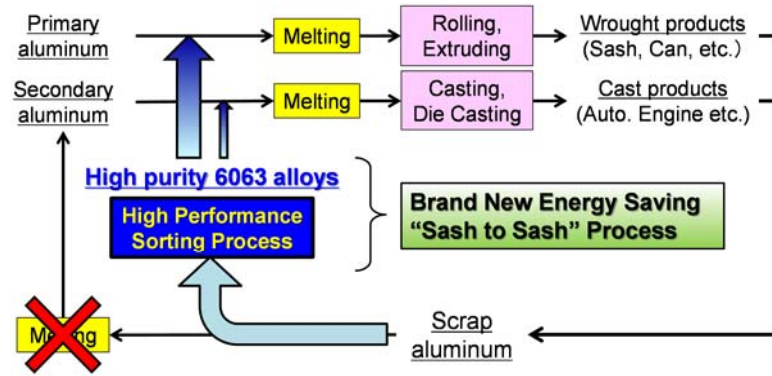 Primary
aluminum
Melting
Rolling,
Extruding
Wrought products
(Sash, Can, etc.)
Secondary
aluminum
Melting
Casting,
Die Casting
Cast products
(Auto. Engine etc.)
High purity 6063 alloys
High Performance
Sorting Process
Brand New Energy Saving
“Sash to Sash” Process
Melting
Scrap
aluminum